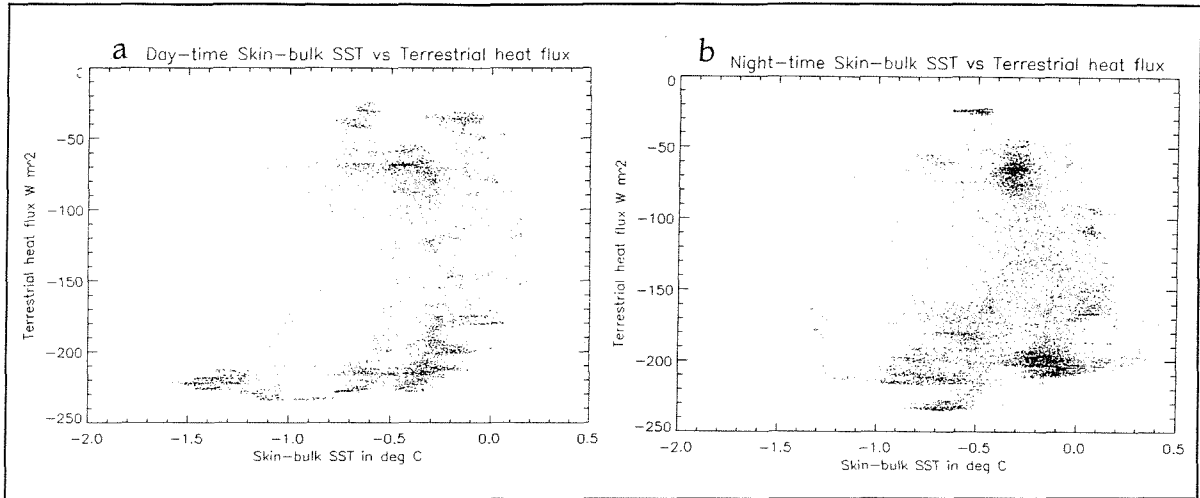 a Day-time Skin-bulk SST vs Terrestrial heat flux
-50
-100
-150
-200
-250
Terrestrial heat flux W m^2
-2.0 -1.5 -1.0 -0.5 0.0 0.5
Skin-bulk SST in deg C
b Night-time Skin-bulk SST vs Terrestrial heat flux
0
-50
-100
-150
-200
-250
Terrestrial heat flux W m^2
-2.0 -1.5 -1.0 -0.5 0.0 0.5
Skin-bulk SST in deg C